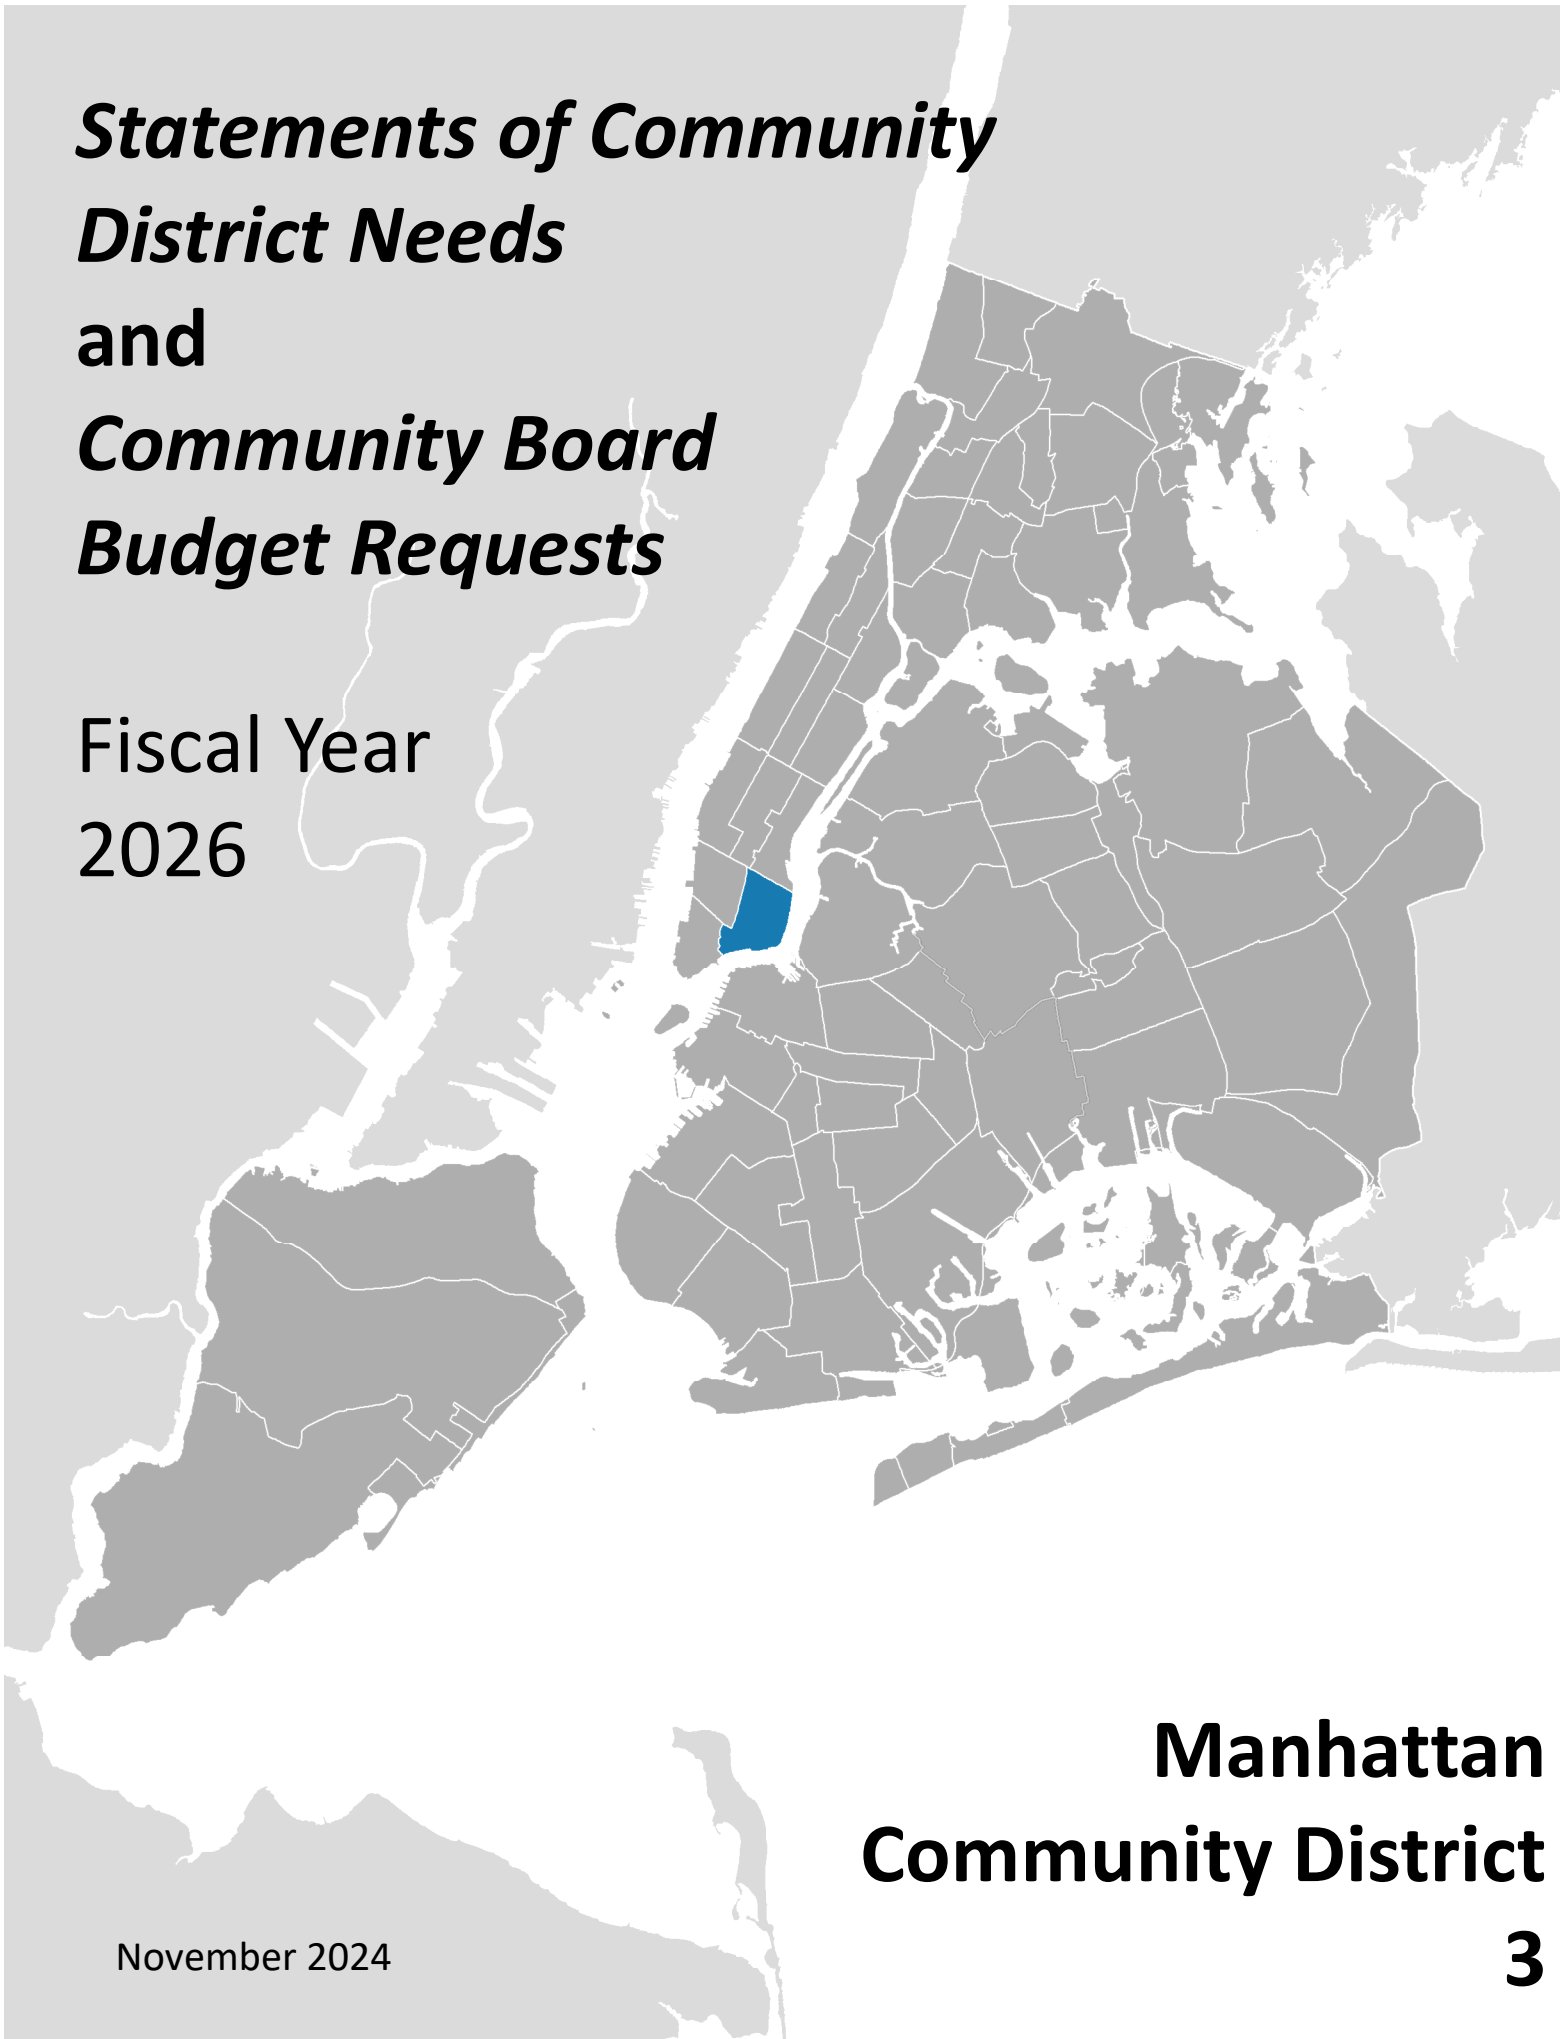 Statements of Community
District Needs
and
Community Board
Budget Requests
Fiscal Year
2026
Manhattan
Community District
3
November 2024